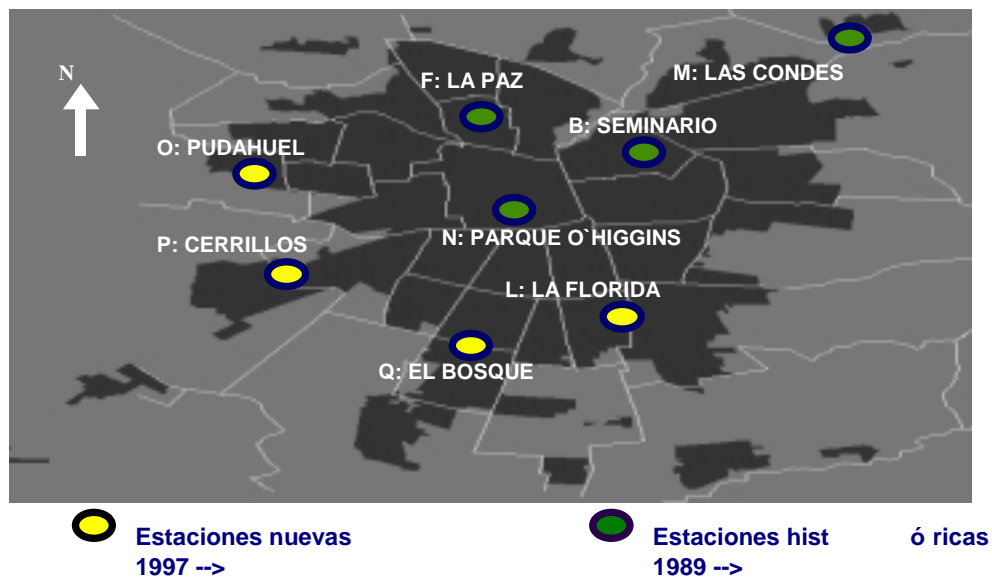 N
M: LAS CONDES
F: LA PAZ
B: SEMINARIO
O: PUDAHUEL
N: PARQUE O`HIGGINS
P: CERRILLOS
L: LA FLORIDA
Q: EL BOSQUE
Estaciones nuevas
1997 -->
Estaciones hist ó ricas
1989 -->